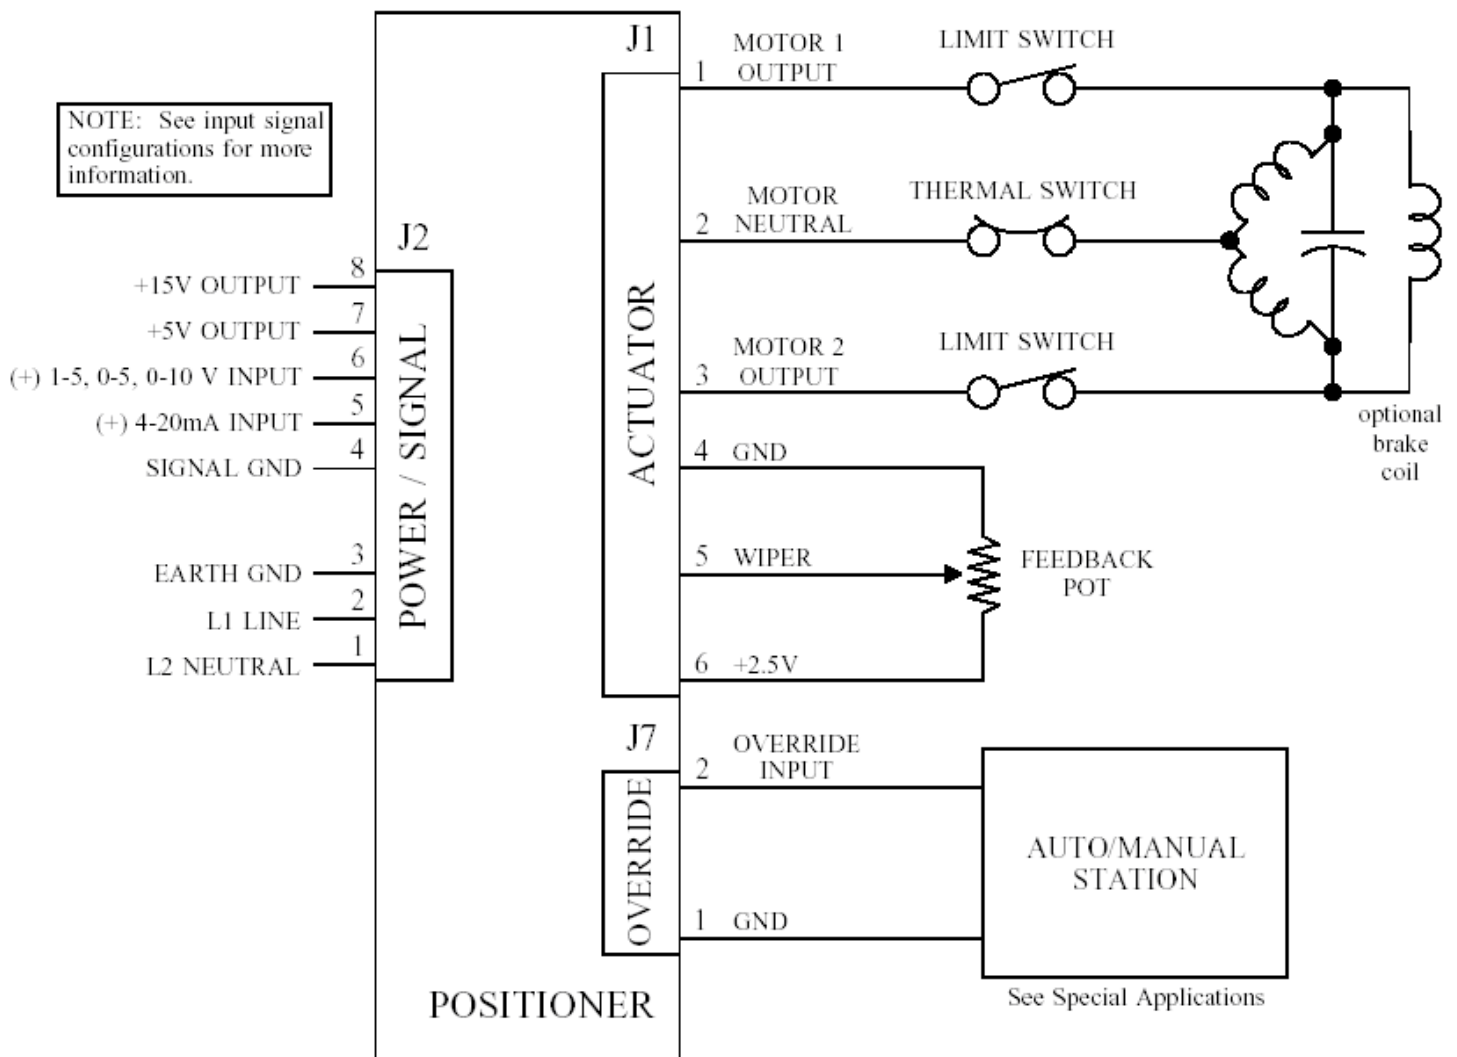 NOTE: See input signal
configurations for more
information.
J2
8
+15V OUTPUT
7
+5V OUTPUT
6
(+) 1-5, 0-5, 0-10 V INPUT
5
(+) 4-20mA INPUT
4
SIGNAL GND
3
EARTH GND
2
L1 LINE
1
L2 NEUTRAL
POWER / SIGNAL
J1
ACTUATOR
1
MOTOR 1
OUTPUT
LIMIT SWITCH
2
MOTOR
NEUTRAL
THERMAL SWITCH
3
MOTOR 2
OUTPUT
LIMIT SWITCH
optional
brake
coil
4
GND
5
WIPER
FEEDBACK
POT
6
+2.5V
J7
OVERRIDE
2
OVERRIDE
INPUT
1
GND
AUTO/MANUAL
STATION
See Special Applications
POSITIONER